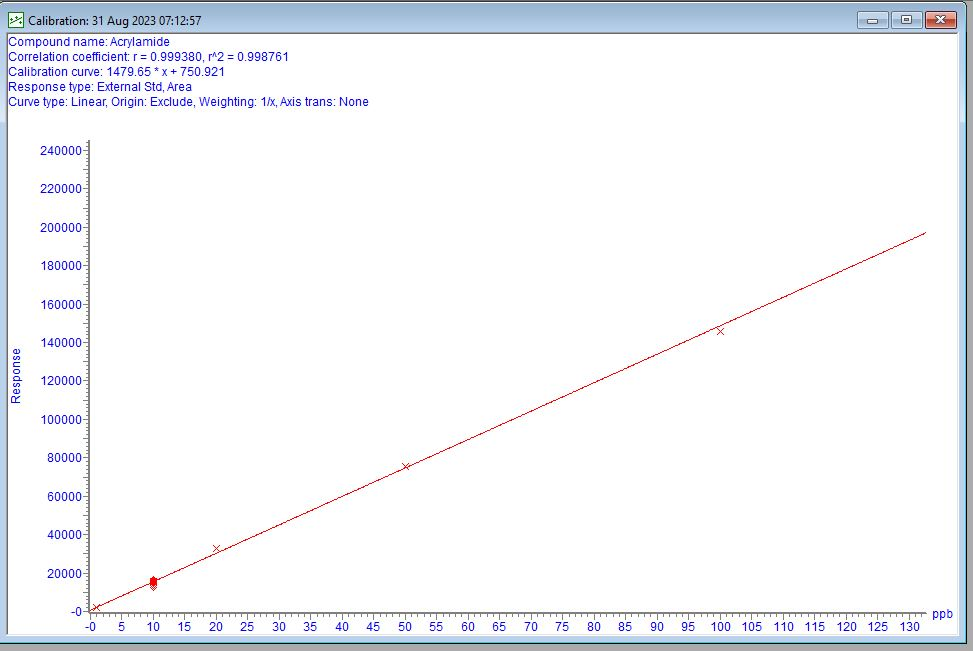 Calibration: 31 Aug 2023 07:12:57
Compound name: Acrylamide
Correlation coefficient: r = 0.999380, r^2 = 0.998761
Calibration curve: 1479.65 * x + 750.921
Response type: External Std, Area
Curve type: Linear, Origin: Exclude, Weighting: 1/x, Axis trans: None
240000
220000
200000
180000
160000
140000
120000
100000
80000
60000
40000
20000
-0
Response
-0 5 10 15 20 25 30 35 40 45 50 55 60 65 70 75 80 85 90 95 100 105 110 115 120 125 130 ppb